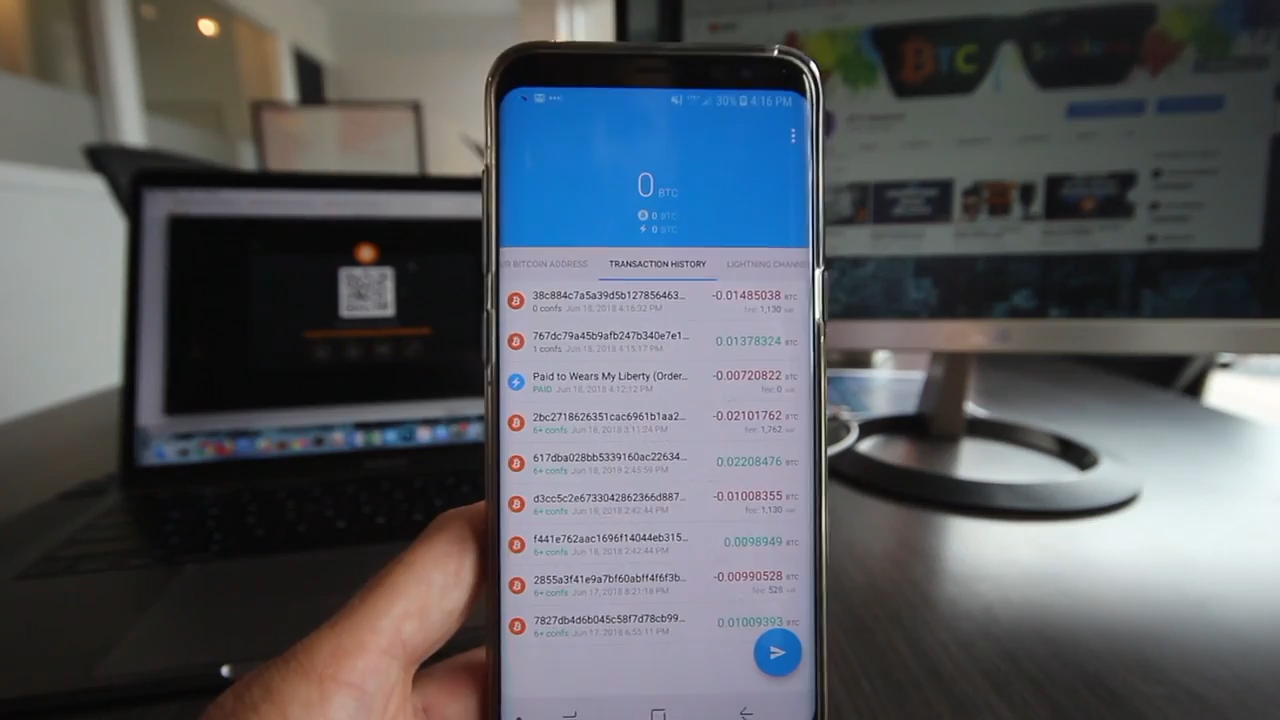 30% 4:16 PM
0 BTC
0 BTC
0 BTC
UR BITCOIN ADDRESS TRANSACTION HISTORY LIGHTNING CHANN
38c884c7a5a39d5b127856463... -0.01485038 BTC
0 confs Jun 18, 2018 4:16:32 PM fee: 1,130 sat
767dc79a45b9afb247b340e7e1... 0.01378324 BTC
1 confs Jun 18, 2018 4:15:17 PM
Paid to Wears My Liberty (Order... -0.00720822 BTC
PAID Jun 18, 2018 4:12:12 PM fee: 0 sat
2bc2718626351cac6961b1aa2... -0.02101762 BTC
6+ confs Jun 18, 2018 3:11:24 PM fee: 1,762 sat
617dba028bb5339160ac22634... 0.02208476 BTC
6+ confs Jun 18, 2018 2:45:59 PM
d3cc5c2e6733042862366d887... -0.01008355 BTC
6+ confs Jun 18, 2018 2:42:44 PM fee: 1,130 sat
f441e762aac1696f14044eb315... 0.0098949 BTC
6+ confs Jun 18, 2018 2:42:44 PM
2855a3f41e9a7bf60abff4f6f3b... -0.00990528 BTC
6+ confs Jun 17, 2018 8:21:18 PM fee: 528 sat
7827db4d6b045c58f7d78cb99... 0.01009393 BTC
6+ confs Jun 17, 2018 6:55:11 PM
BTC